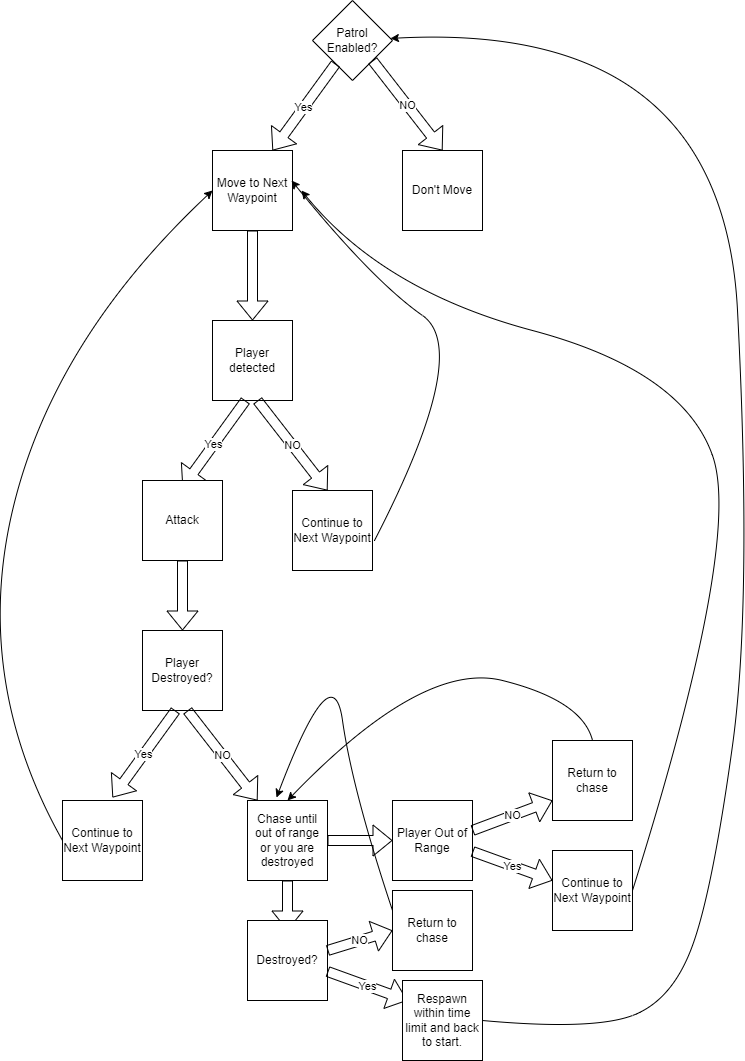 Patrol
Enabled?
Yes
NO
Move to Next
Waypoint
Don't Move
Player
detected
Yes
NO
Attack
Continue to
Next Waypoint
Player
Destroyed?
Yes
NO
Continue to
Next Waypoint
Chase until
out of range
or you are
destroyed
Player Out of
Range
NO
Return to
chase
Yes
Continue to
Next Waypoint
Destroyed?
NO
Return to
chase
Yes
Respawn
within time
limit and back
to start.